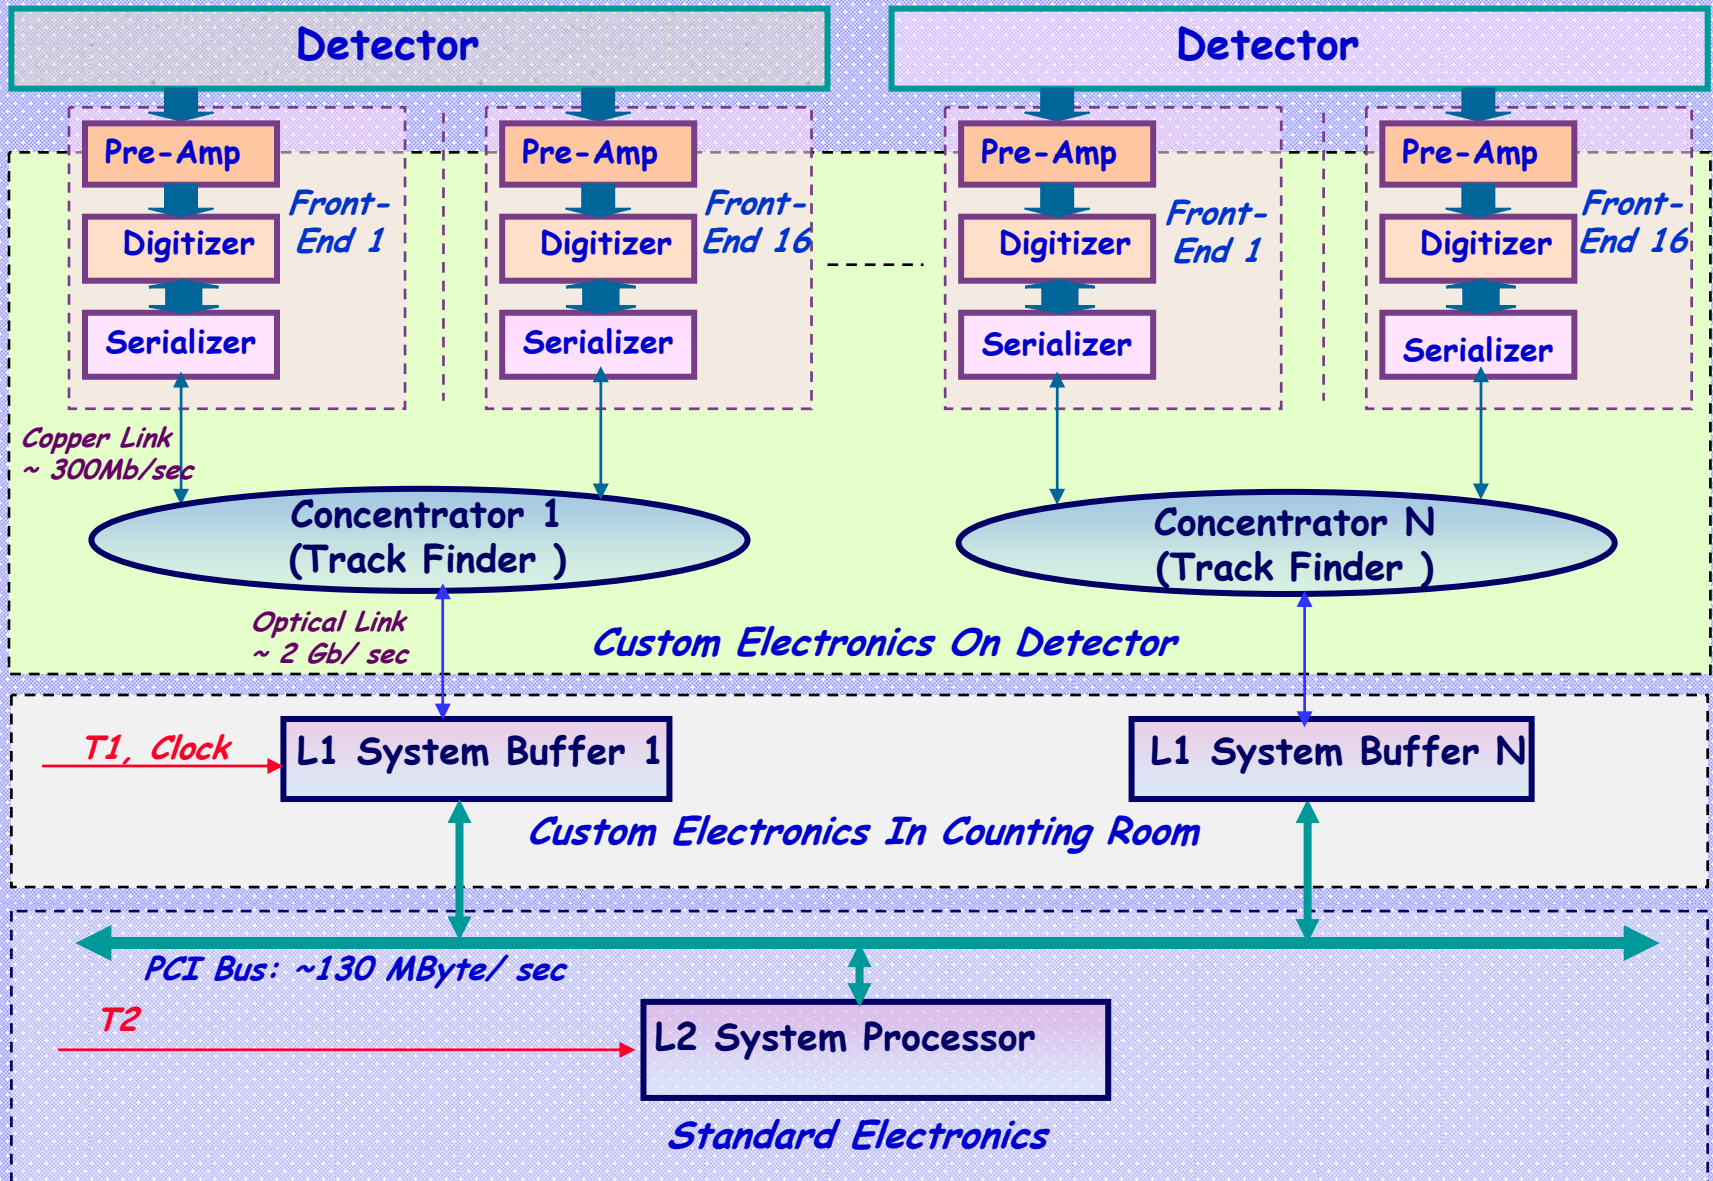 Detector
Detector
Pre-Amp
Pre-Amp
Pre-Amp
Pre-Amp
Front-
End 1
Front-
End 16
Front-
End 1
Front-
End 16
Digitizer
Digitizer
Digitizer
Digitizer
Serializer
Serializer
Serializer
Serializer
Copper Link
~ 300Mb/sec
Concentrator 1
(Track Finder )
Concentrator N
(Track Finder )
Optical Link
~ 2 Gb/ sec
Custom Electronics On Detector
T1, Clock
L1 System Buffer 1
L1 System Buffer N
Custom Electronics In Counting Room
PCI Bus: ~130 MByte/ sec
T2
L2 System Processor
Standard Electronics